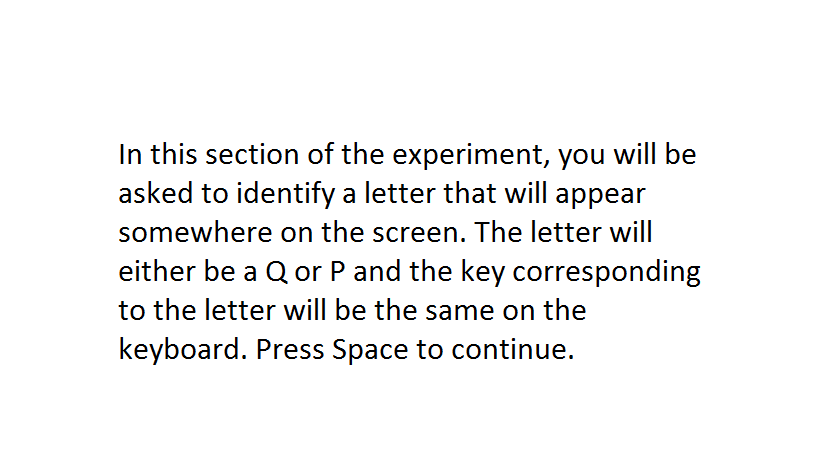 In this section of the experiment, you will be
asked to identify a letter that will appear
somewhere on the screen. The letter will
either be a Q or P and the key corresponding
to the letter will be the same on the
keyboard. Press Space to continue.